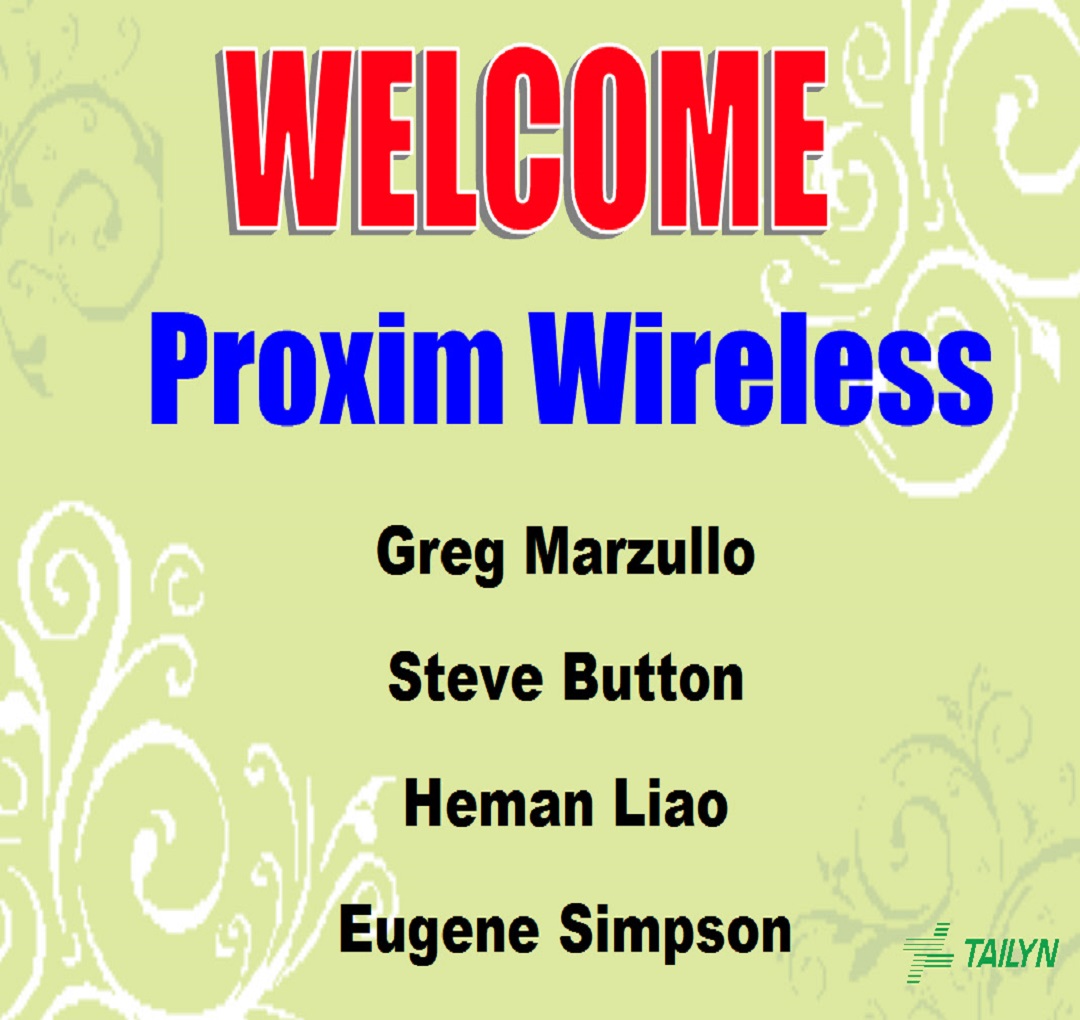 WELCOME
Proxim Wireless
Greg Marzullo
Steve Button
Heman Liao
Eugene Simpson
TAILYN